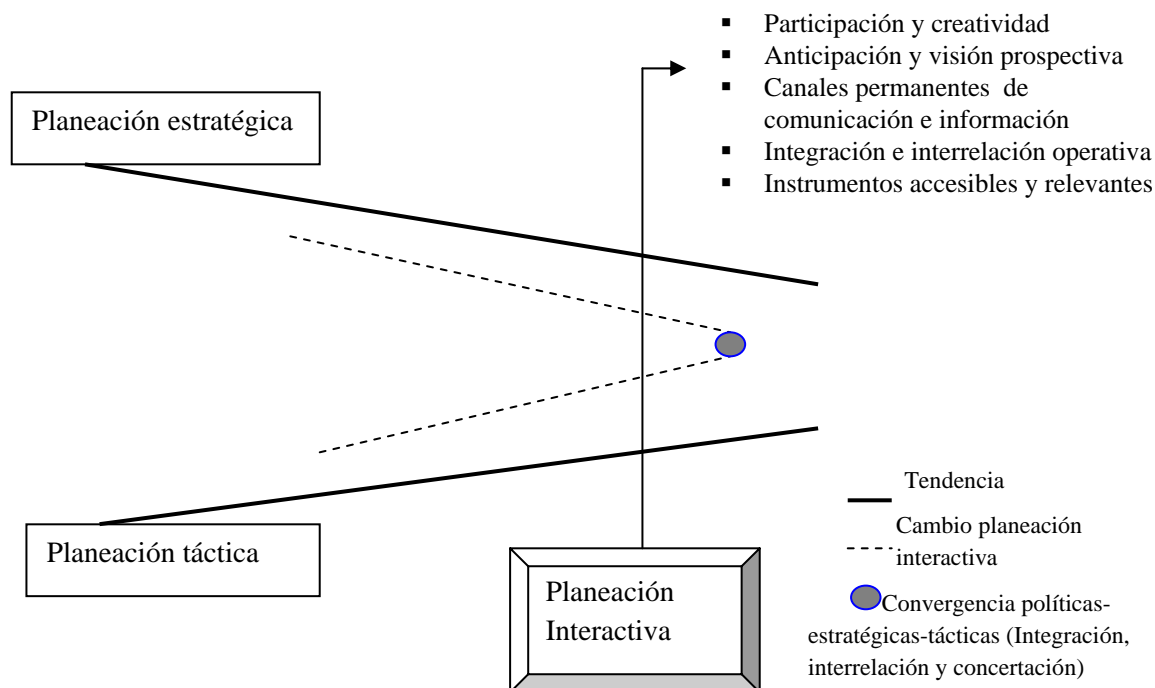 ▪ Participación y creatividad
▪ Anticipación y visión prospectiva
▪ Canales permanentes de
comunicación e información
▪ Integración e interrelación operativa
▪ Instrumentos accesibles y relevantes
Planeación estratégica
Planeación táctica
Planeación
Interactiva
Tendencia
Cambio planeación
interactiva
Convergencia políticas-
estratégicas-tácticas (Integración,
interrelación y concertación)